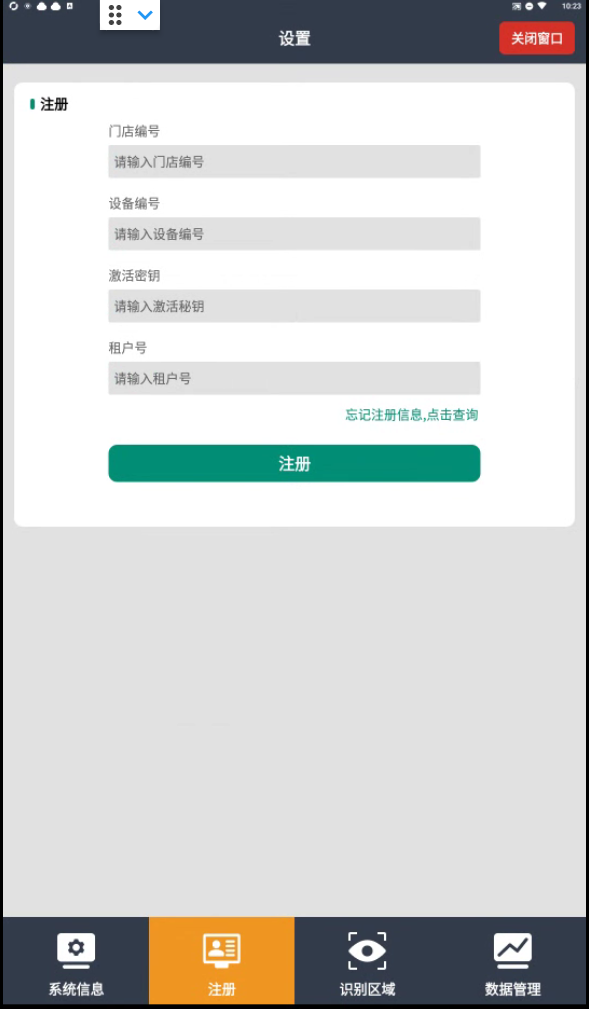 10:23
设置
关闭窗口
注册
门店编号
请输入门店编号
设备编号
请输入设备编号
激活密钥
请输入激活秘钥
租户号
请输入租户号
忘记注册信息,点击查询
注册
系统信息
注册
识别区域
数据管理